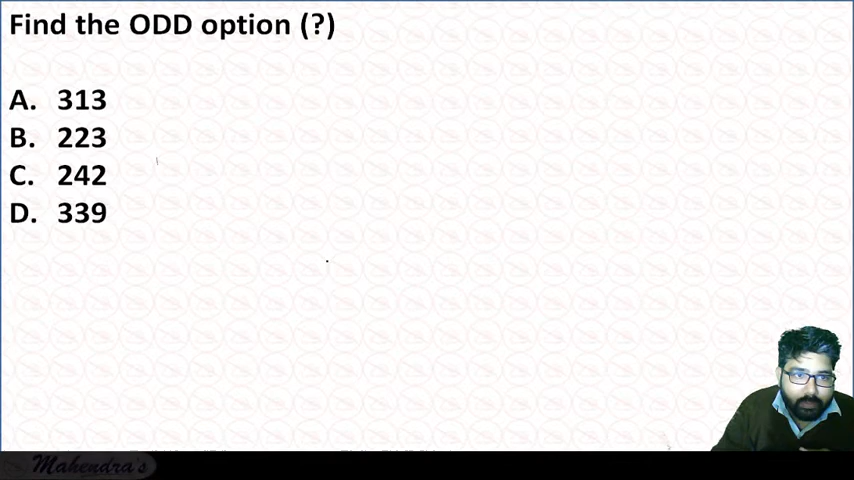 Find the ODD option (?)
A. 313
B. 223
C. 242
D. 339
Mahendra's